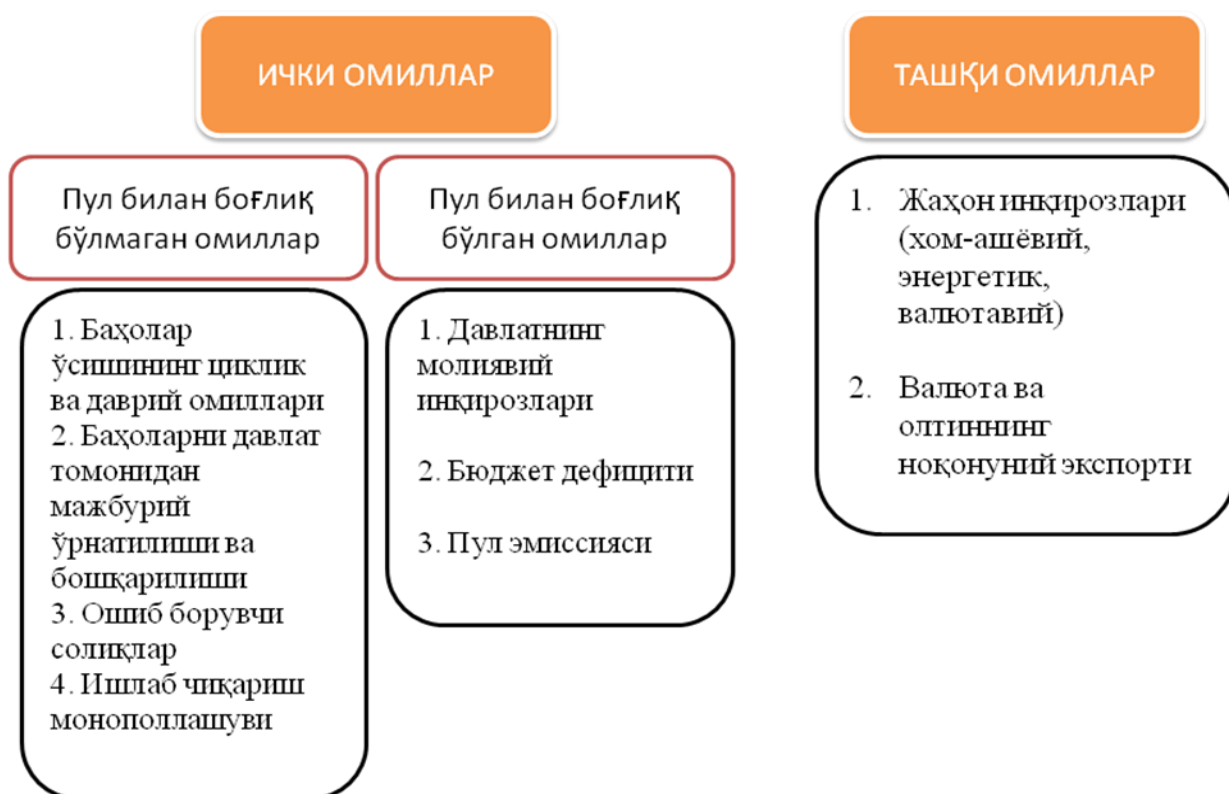 ИЧКИ ОМИЛЛАР
Пул билан боғлиқ
бўлмаган омиллар
1. Баҳолар
ўсишининг циклик
ва даврий омиллари
2. Баҳоларни давлат
томонидан
мажбурий
ўрнатилиши ва
бошқарилиши
3. Ошиб борувчи
солиқлар
4. Ишлаб чиқариш
монополлашуви
Пул билан боғлиқ
бўлган омиллар
1. Давлатнинг
молиявий
инқирозлари
2. Бюджет дефицити
3. Пул эмиссияси
ТАШҚИ ОМИЛЛАР
1. Жаҳон инқирозлари
(хом-ашёвий,
энергетик,
валютавий)
2. Валюта ва
олтиннинг
ноқонуний экспорти